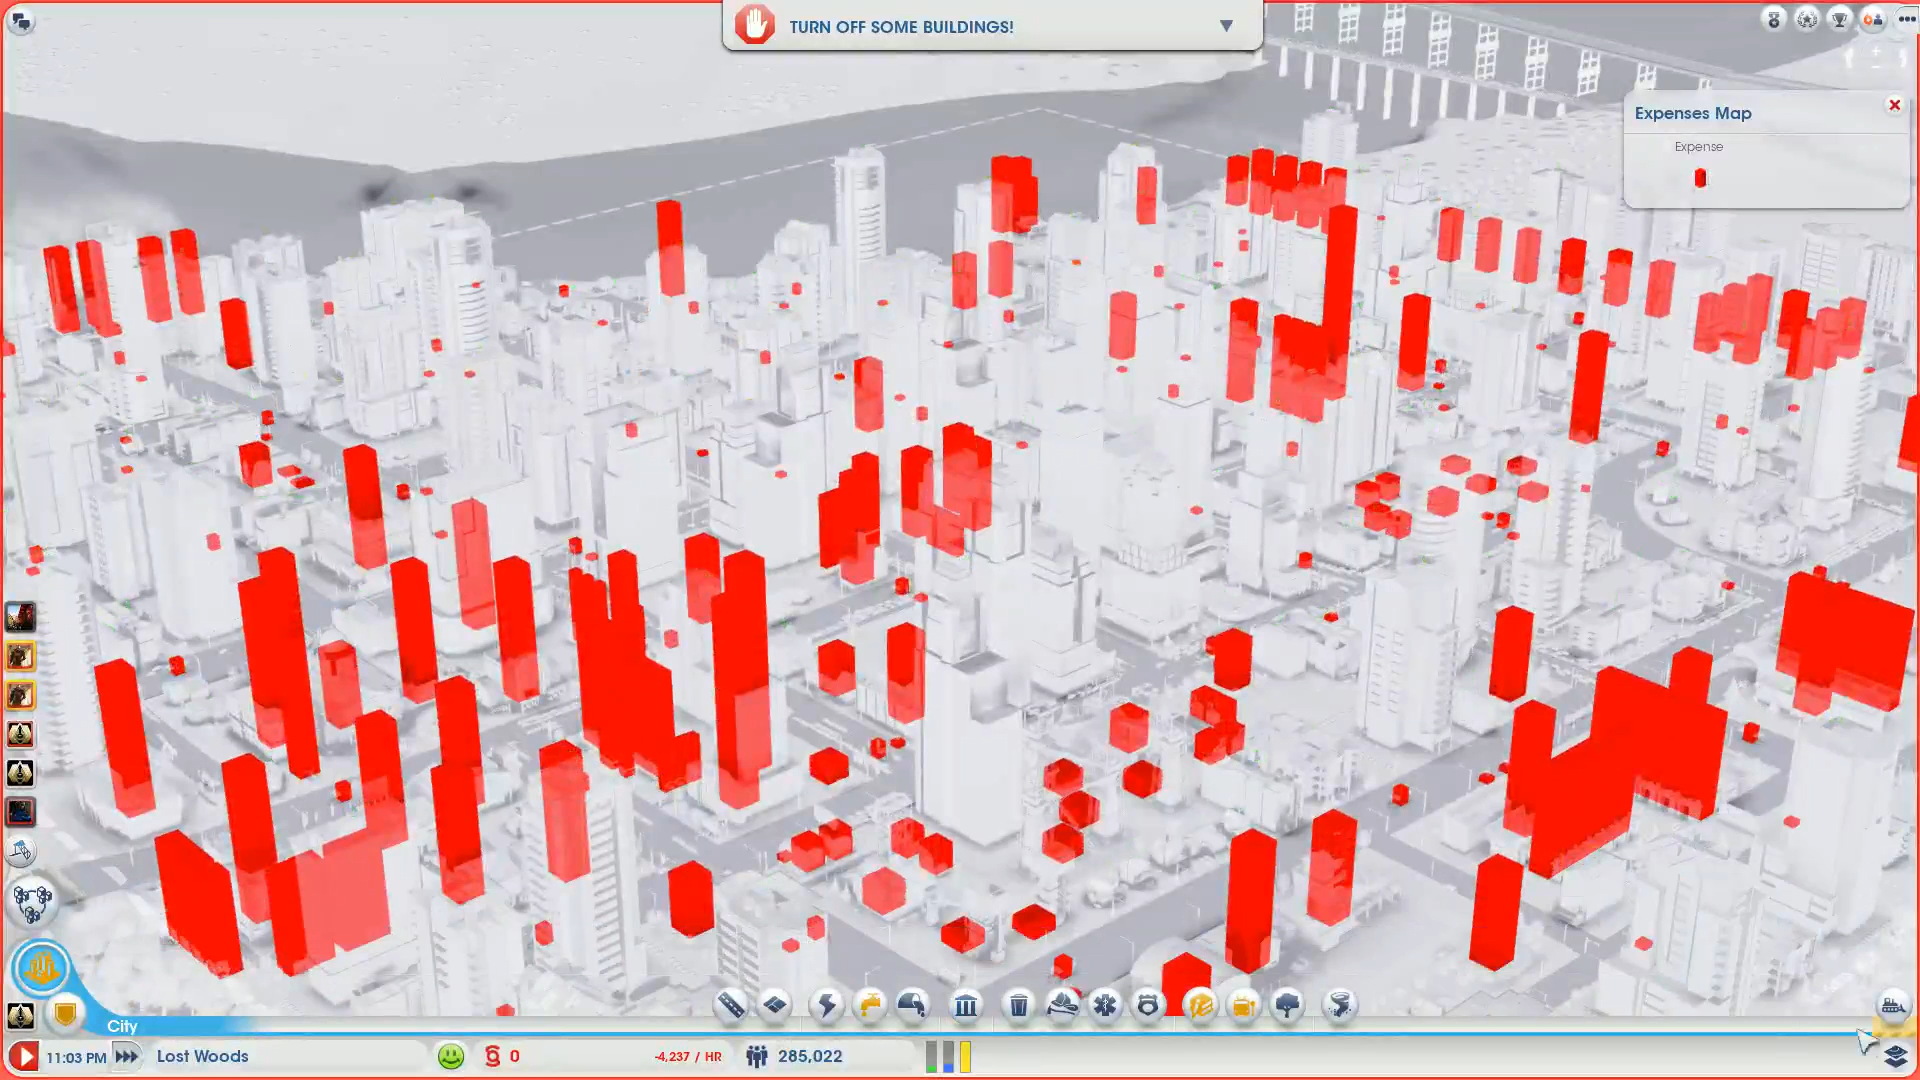 TURN OFF SOME BUILDINGS!
Expenses Map
Expense
City
11:03 PM
Lost Woods
0
-4,237 / HR
285,022